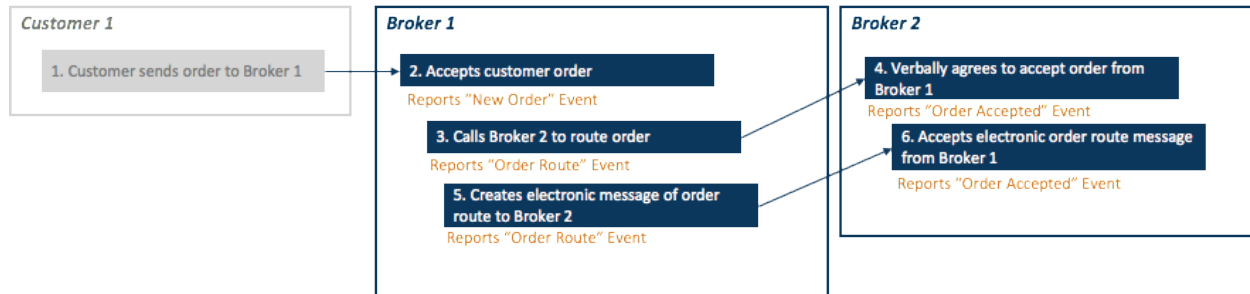 Customer 1
1. Customer sends order to Broker 1
Broker 1
2. Accepts customer order
Reports "New Order" Event
3. Calls Broker 2 to route order
Reports "Order Route" Event
5. Creates electronic message of order
route to Broker 2
Reports "Order Route" Event
Broker 2
4. Verbally agrees to accept order from
Broker 1
Reports "Order Accepted" Event
6. Accepts electronic order route message
from Broker 1
Reports "Order Accepted" Event